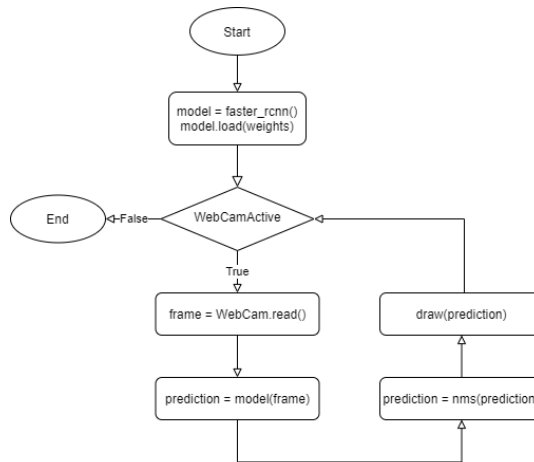 Start
model = faster_rcnn()
model.load(weights)
WebCamActive
False
End
True
frame = WebCam.read()
prediction = model(frame)
prediction = nms(prediction
draw(prediction)